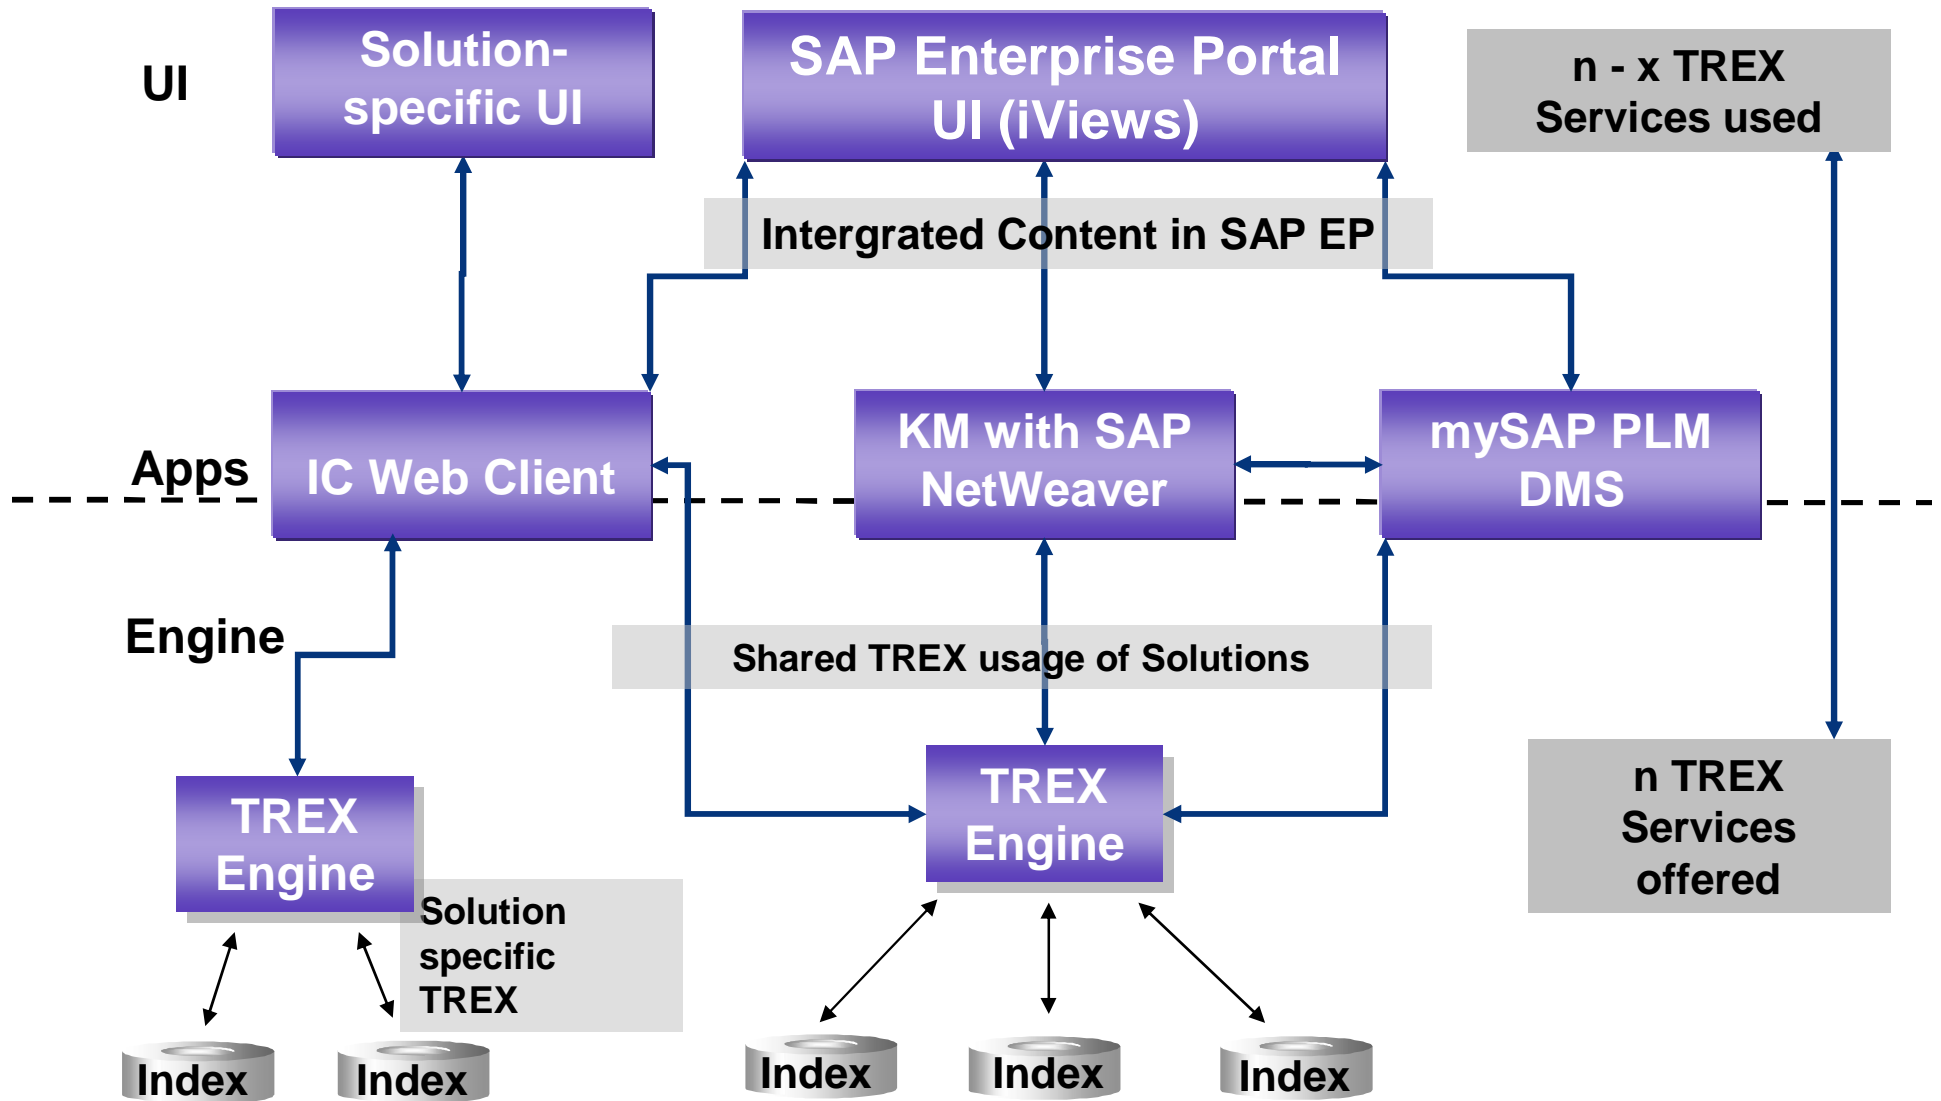 UI
Solution-
specific UI
SAP Enterprise Portal
UI (iViews)
n - x TREX
Services used
Intergrated Content in SAP EP
Apps
IC Web Client
KM with SAP
NetWeaver
mySAP PLM
DMS
Engine
Shared TREX usage of Solutions
TREX
Engine
Solution
specific
TREX
TREX
Engine
n TREX
Services
offered
Index
Index
Index
Index
Index